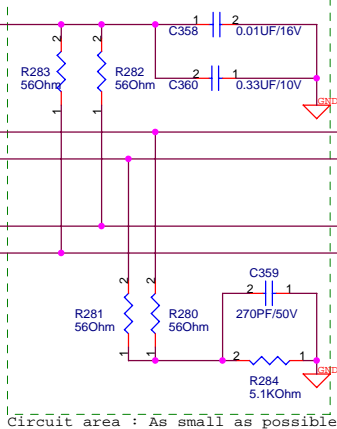 1 2
C358 0.01UF/16V
2 2
R283 R282
56Ohm 56Ohm
2 1
C360 0.33UF/10V
GND
1 1
C359
2 2
2 1
R281 R280
56Ohm 56Ohm
270PF/50V
1 1
2 1
GND
R284
5.1KOhm
Circuit area : As small as possible